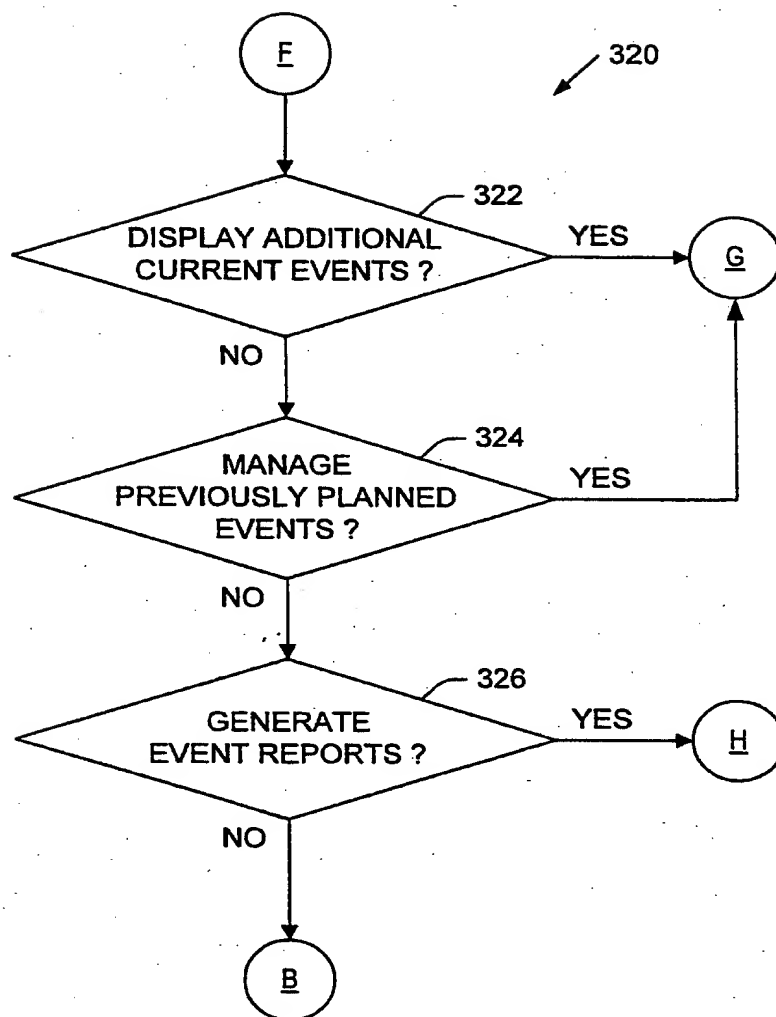 F
320
322
DISPLAY ADDITIONAL
CURRENT EVENTS ?
YES
G
NO
324
MANAGE
PREVIOUSLY PLANNED
EVENTS ?
YES
NO
326
GENERATE
EVENT REPORTS ?
YES
H
NO
B